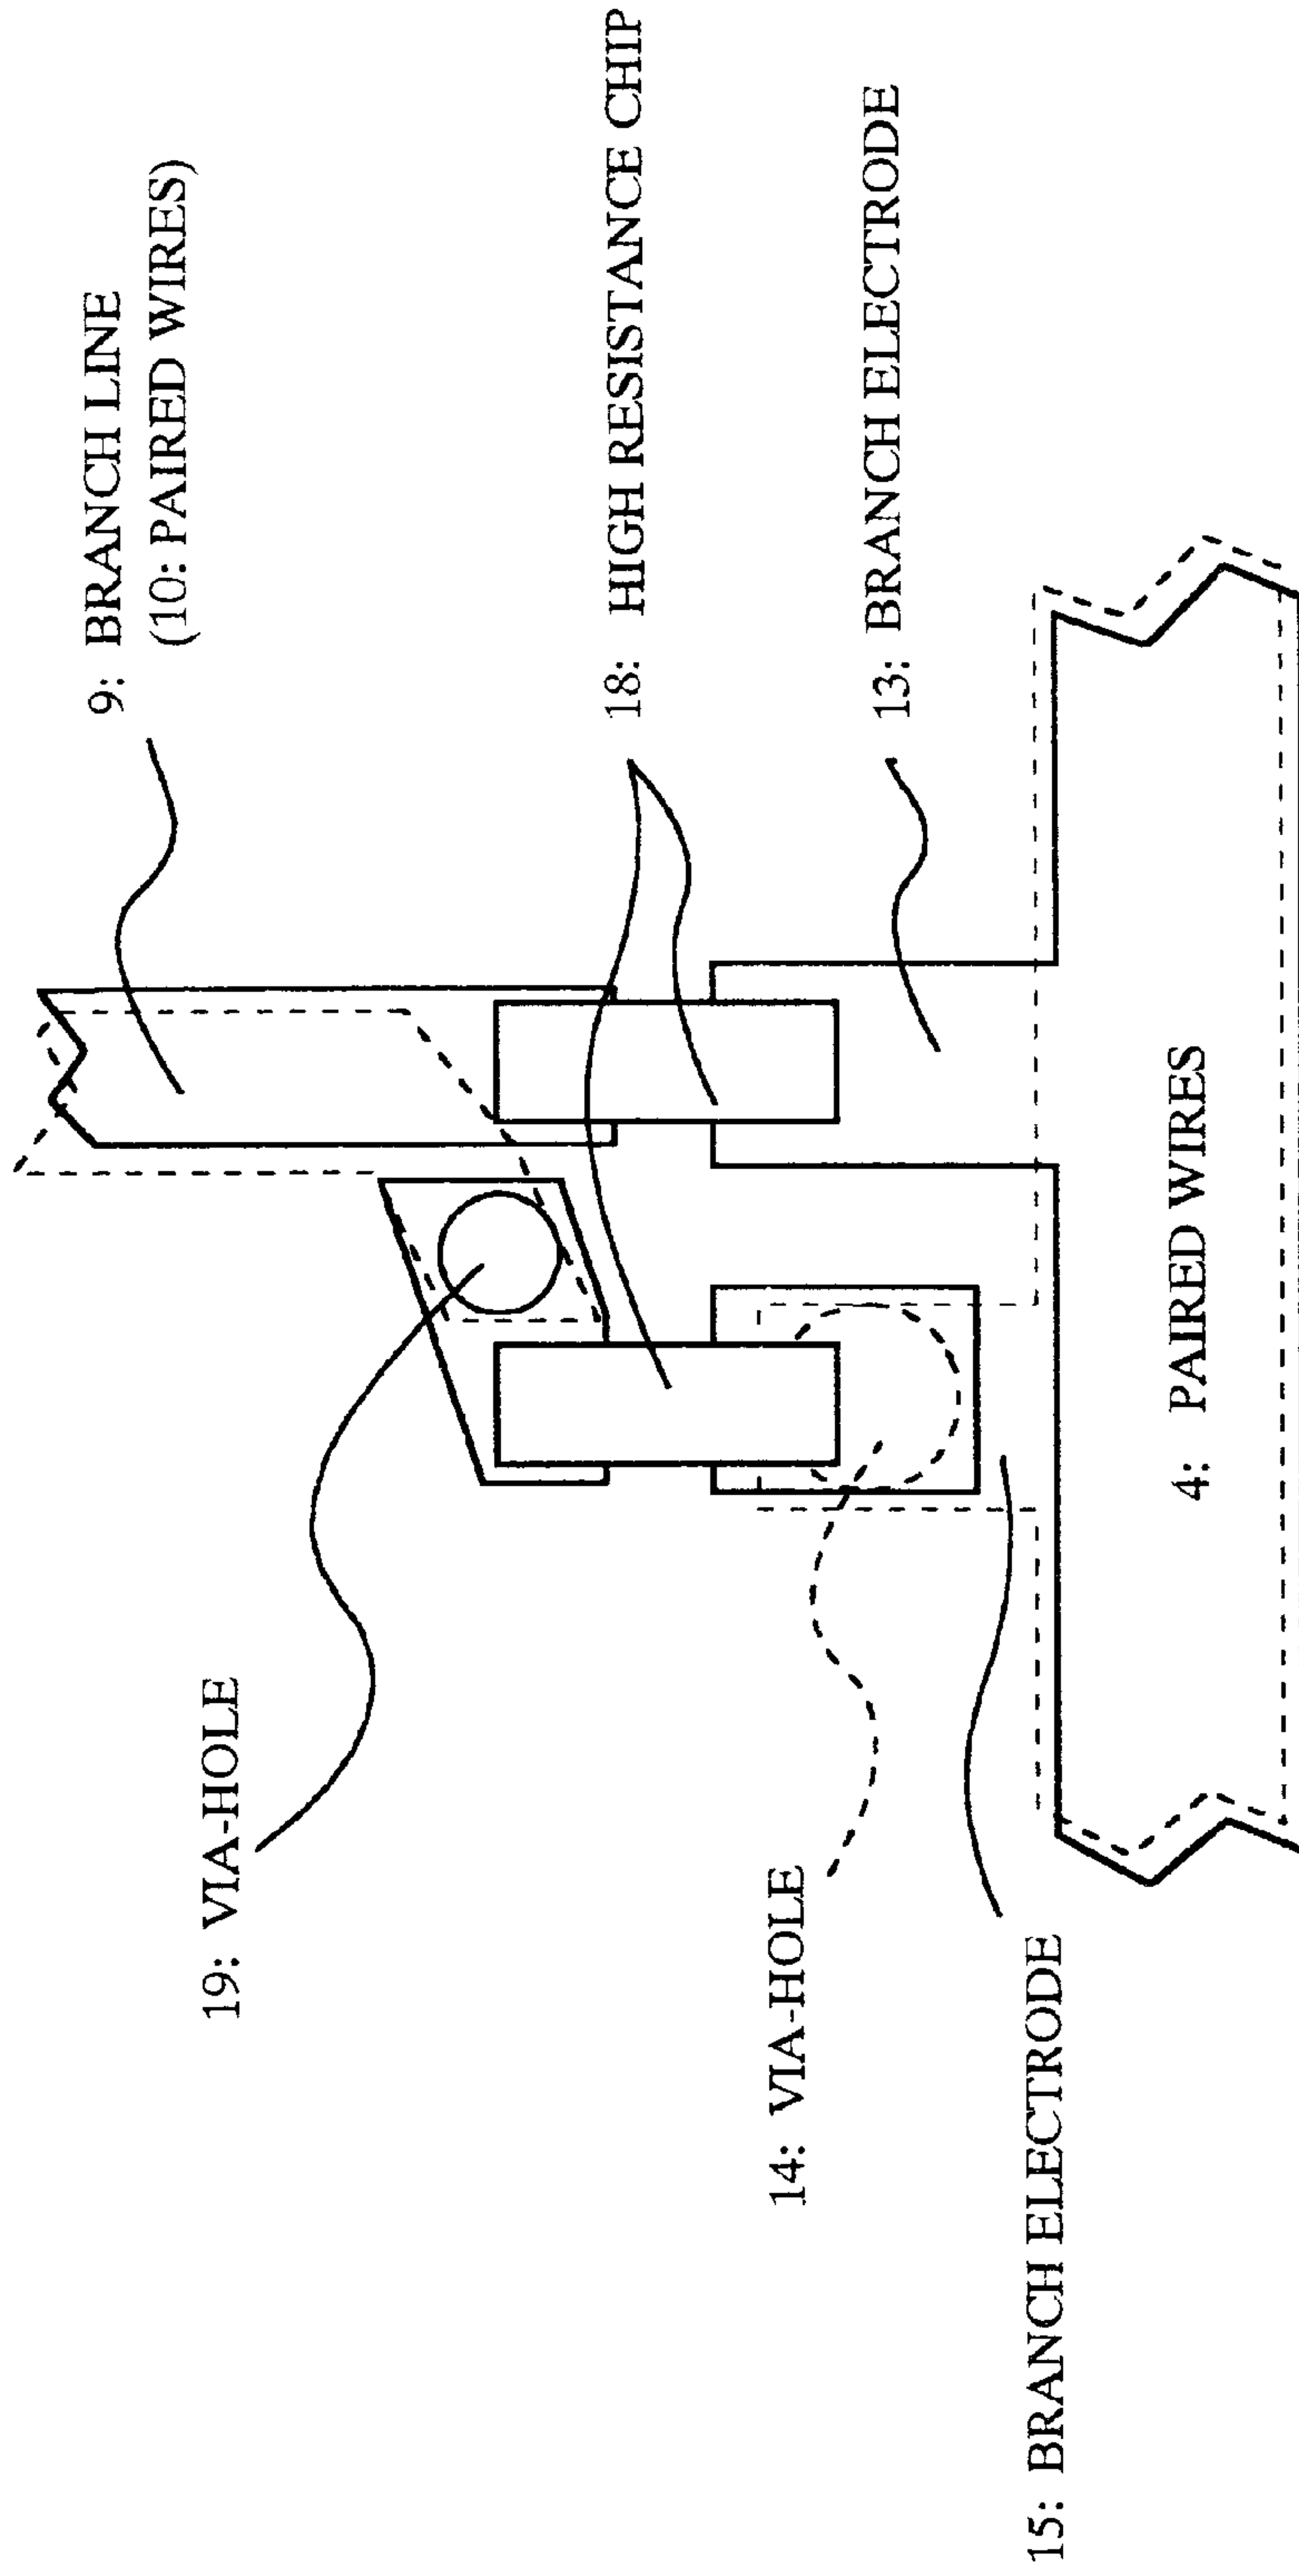 9: BRANCH LINE
(10: PAIRED WIRES)
18: HIGH RESISTANCE CHIP
13: BRANCH ELECTRODE
19: VIA-HOLE
14: VIA-HOLE
15: BRANCH ELECTRODE
4: PAIRED WIRES